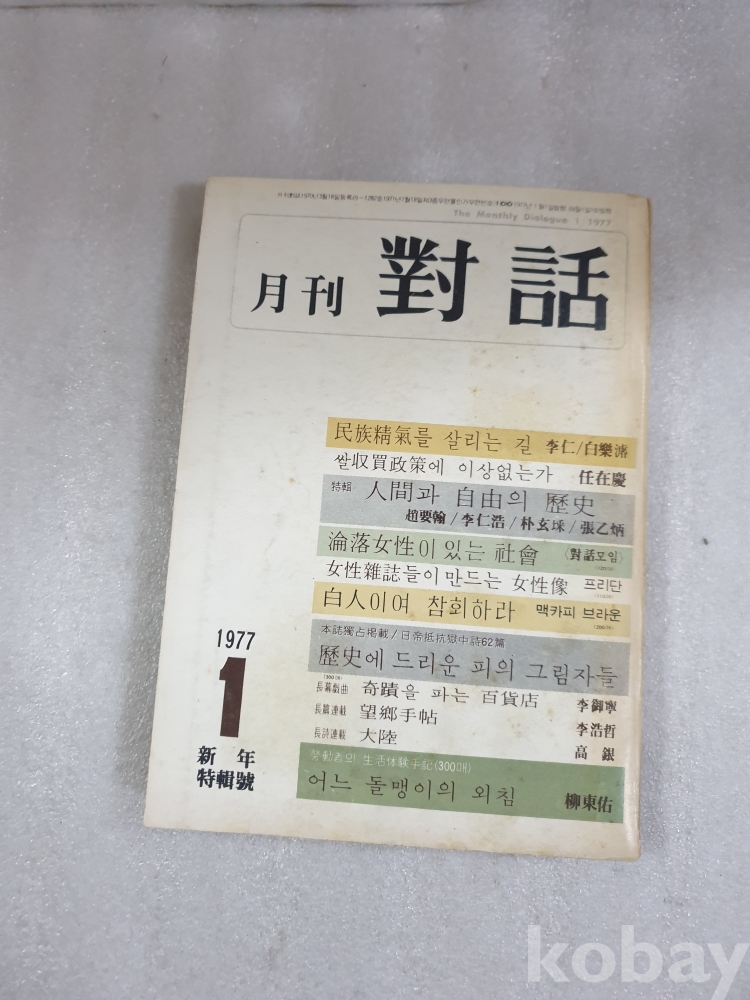 The Monthly Dialogue 1 1977
月刊 對話
民族精氣를 살리는 길 李仁/白樂濬
쌀收買政策에 이상없는가 任在慶
特輯 人間과 自由의 歷史
趙要翰/李仁浩/朴玄埰/張乙炳
淪落女性이 있는 社會 〈對話모임〉
女性雜誌들이 만드는 女性像 프리단
白人이여 참회하라 맥카피 브라운
本誌獨占揭載/日帝抵抗獄中詩62篇
歷史에 드리운 피의 그림자들
長幕戱曲 奇蹟을 파는 百貨店 李御寧
長篇連載 望鄕手帖 李浩哲
長詩連載 大陸 高銀
勞動者의 生活体驗手記(300매)
어느 돌멩이의 외침 柳東佑
1977
1
新年
特輯號
kobay